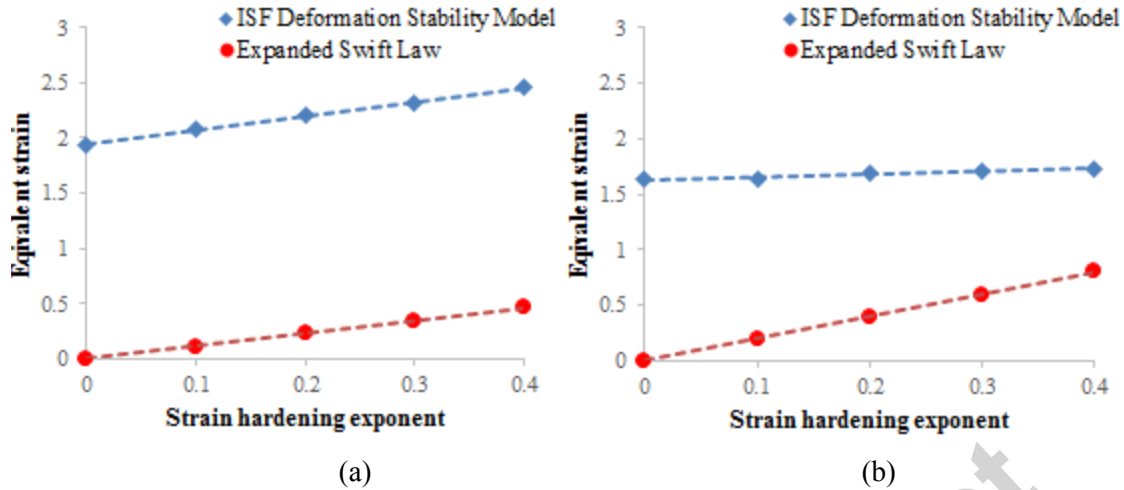 ISF Deformation Stability Model
Expanded Swift Law
3
2.5
2
1.5
1
0.5
0
Eqivalent strain
0 0.1 0.2 0.3 0.4
Strain hardening exponent
(a)
ISF Deformation Stability Model
Expanded Swift Law
3
2.5
2
1.5
1
0.5
0
Eqivalent strain
0 0.1 0.2 0.3 0.4
Strain hardening exponent
(b)